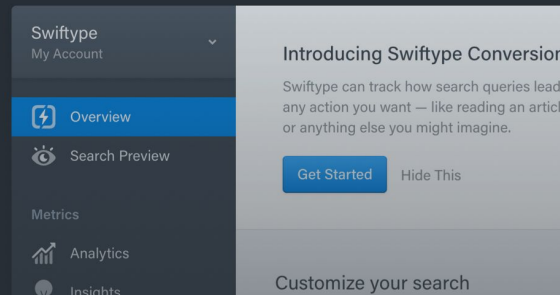 Swiftype
My Account
Overview
Search Preview
Metrics
Analytics
Insights
Introducing Swiftype Conversion
Swiftype can track how search queries lead
any action you want — like reading an articl
or anything else you might imagine.
Get Started
Hide This
Customize your search